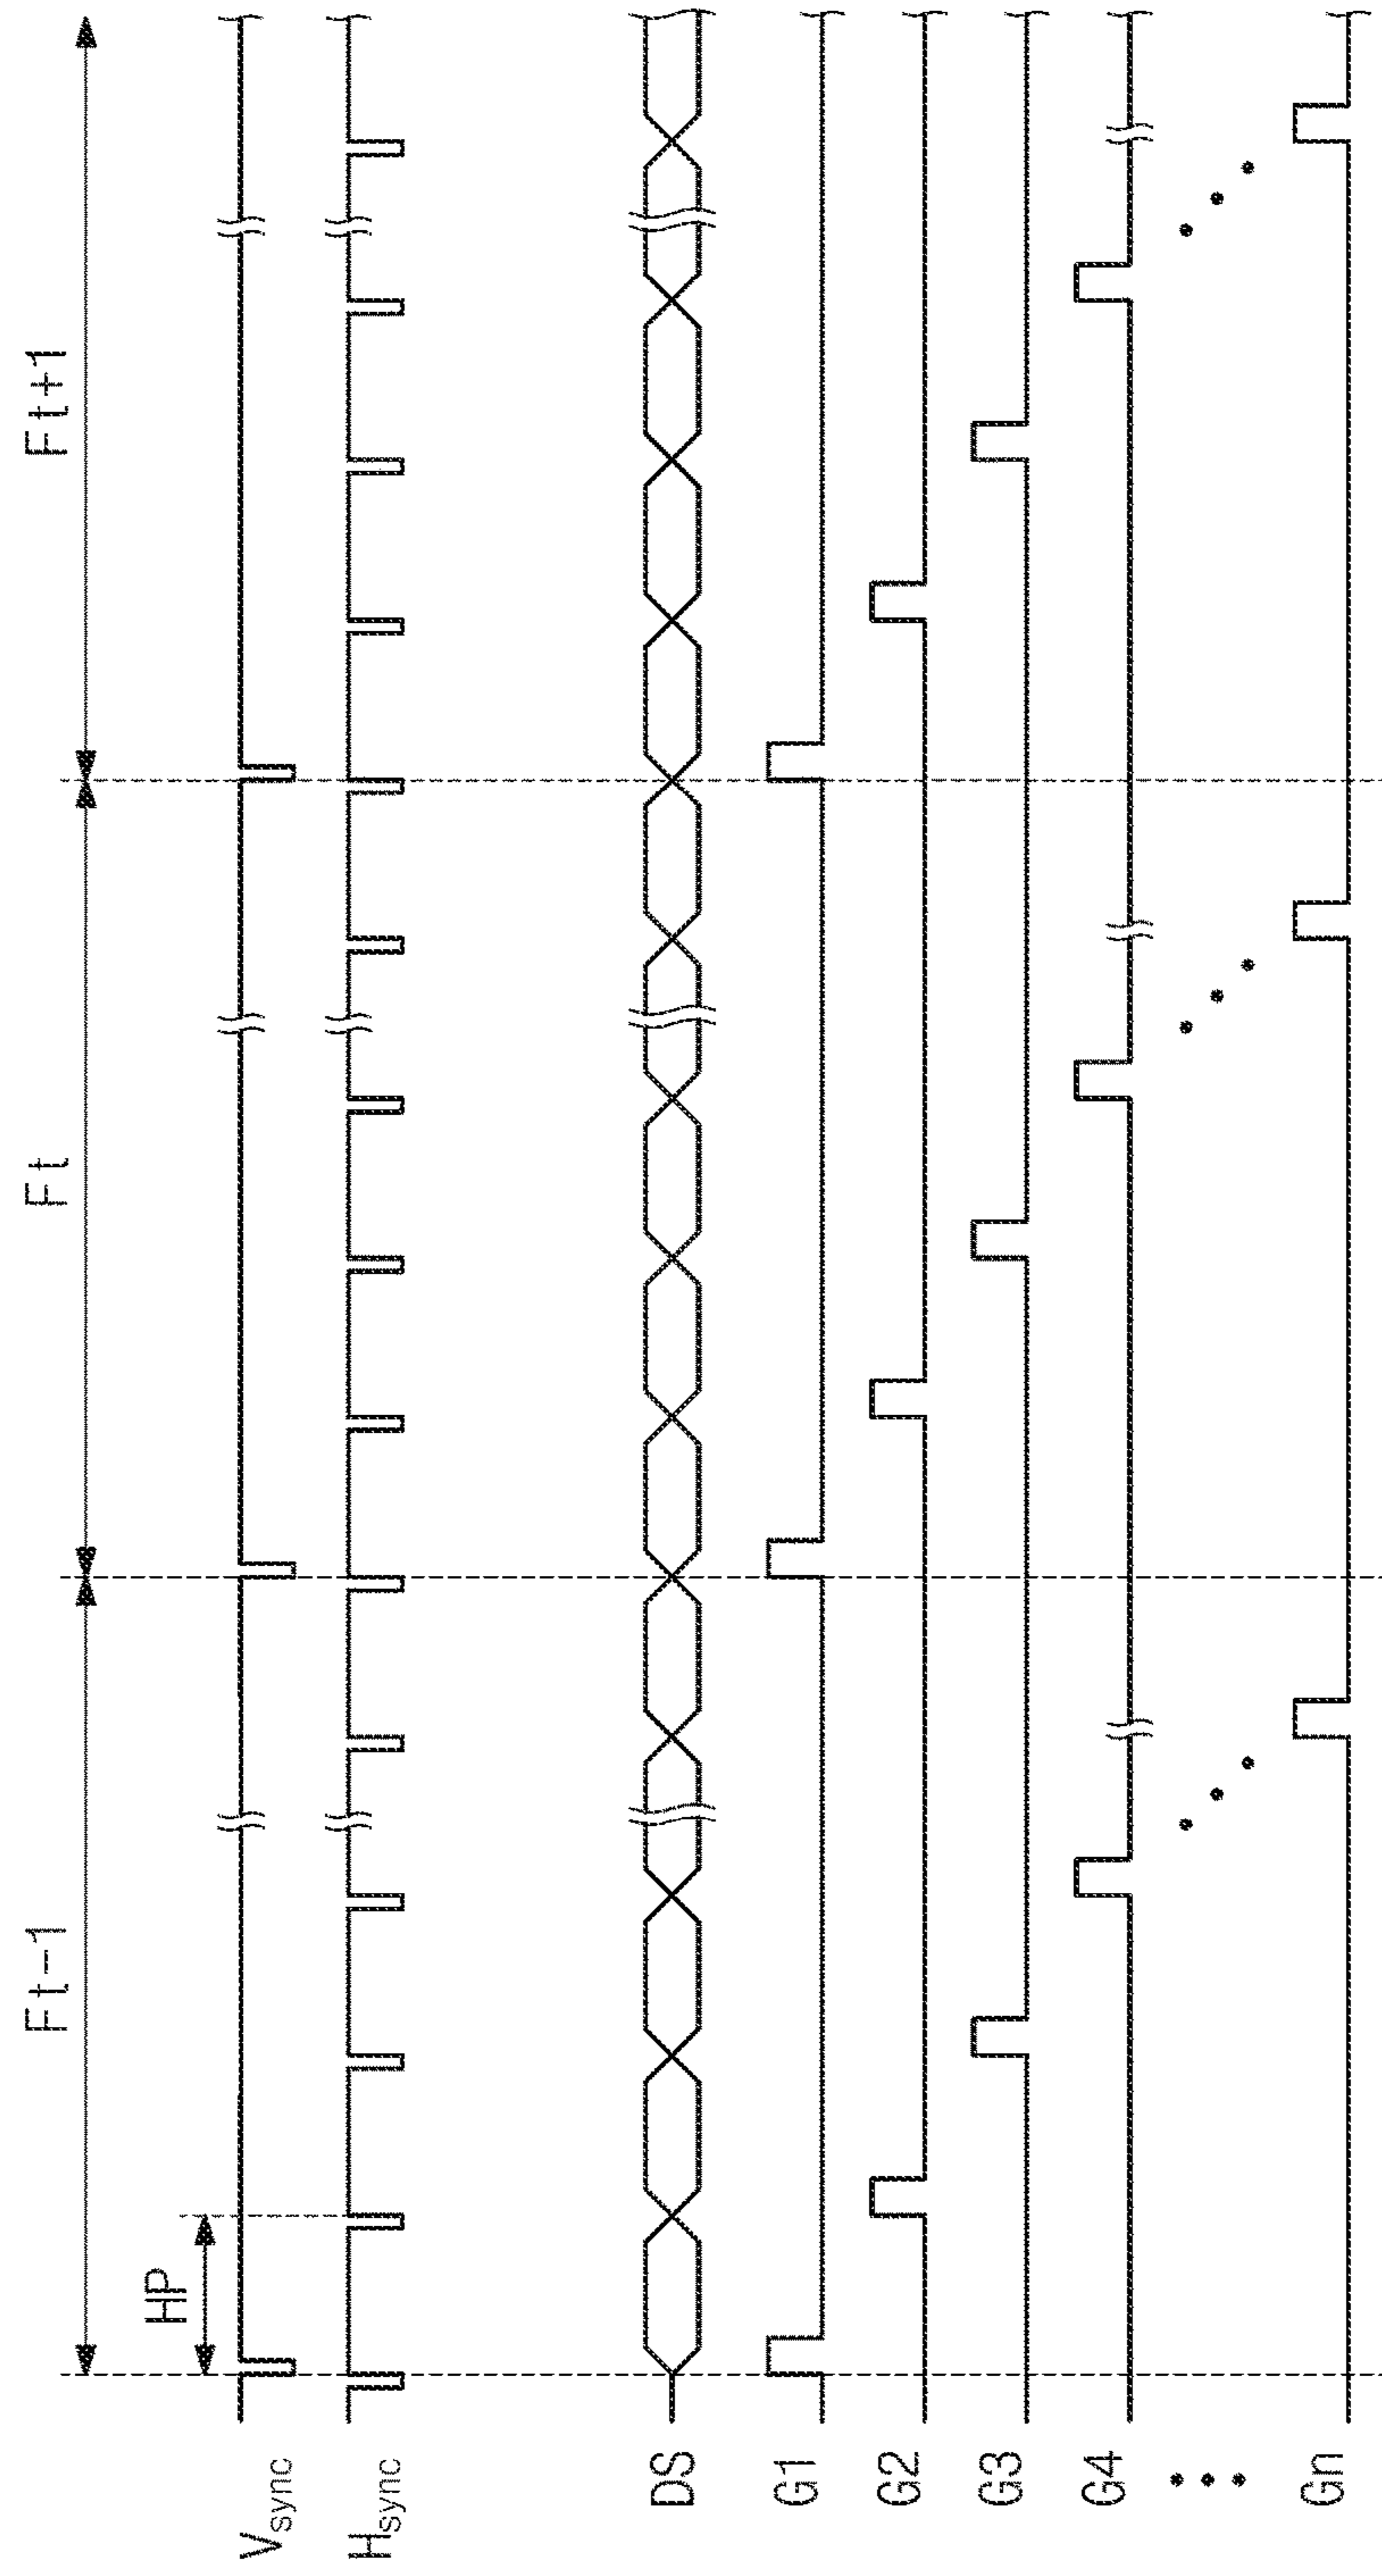 Ft-1
Ft
Ft+1
HP
Vsync
Hsync
DS
G1
G2
G3
G4
Gn